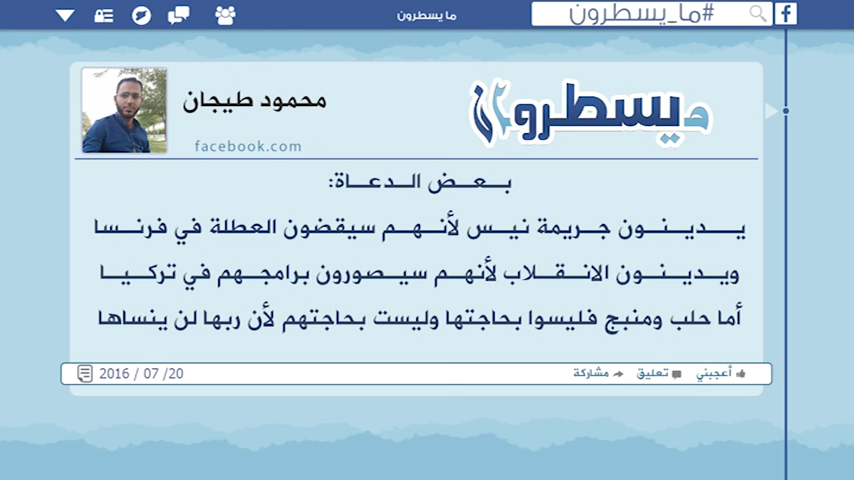 ما يسطرون
#ما_يسطرون
محمود طيجان
facebook.com
بعض الدعاة:
يدينون جريمة نيس لأنهم سيقضون العطلة في فرنسا
ويدينون الانقلاب لأنهم سيصورون برامجهم في تركيا
أما حلب ومنبج فليسوا بحاجتها وليست بحاجتهم لأن ربها لن ينساها
أعجبني تعليق مشاركة
2016 / 07 /20